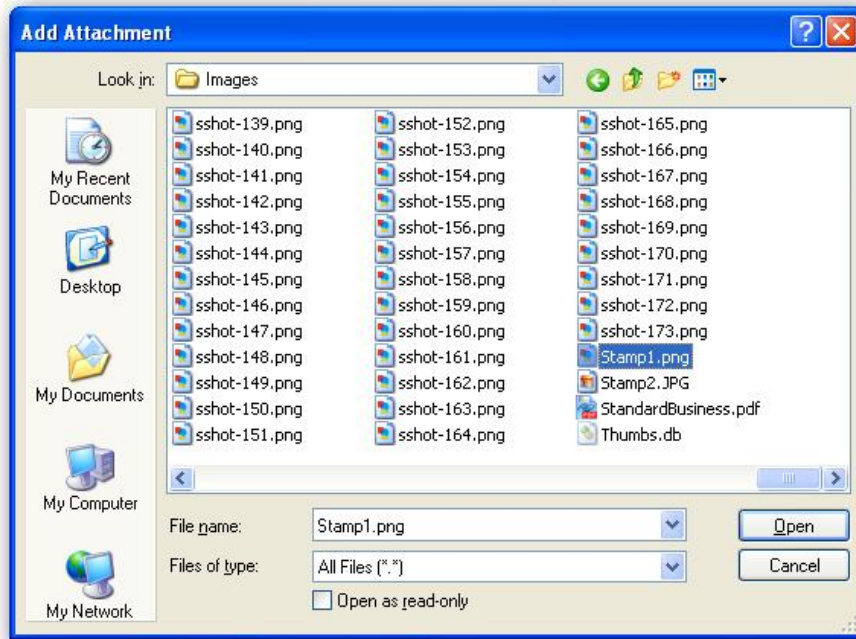 Add Attachment
Look in:
Images
My Recent
Documents
Desktop
My Documents
My Computer
My Network
sshot-139.png
sshot-140.png
sshot-141.png
sshot-142.png
sshot-143.png
sshot-144.png
sshot-145.png
sshot-146.png
sshot-147.png
sshot-148.png
sshot-149.png
sshot-150.png
sshot-151.png
sshot-152.png
sshot-153.png
sshot-154.png
sshot-155.png
sshot-156.png
sshot-157.png
sshot-158.png
sshot-159.png
sshot-160.png
sshot-161.png
sshot-162.png
sshot-163.png
sshot-164.png
sshot-165.png
sshot-166.png
sshot-167.png
sshot-168.png
sshot-169.png
sshot-170.png
sshot-171.png
sshot-172.png
sshot-173.png
Stamp1.png
Stamp2.JPG
StandardBusiness.pdf
Thumbs.db
File name:
Stamp1.png
Open
Files of type:
All Files (*.*)
Cancel
Open as read-only